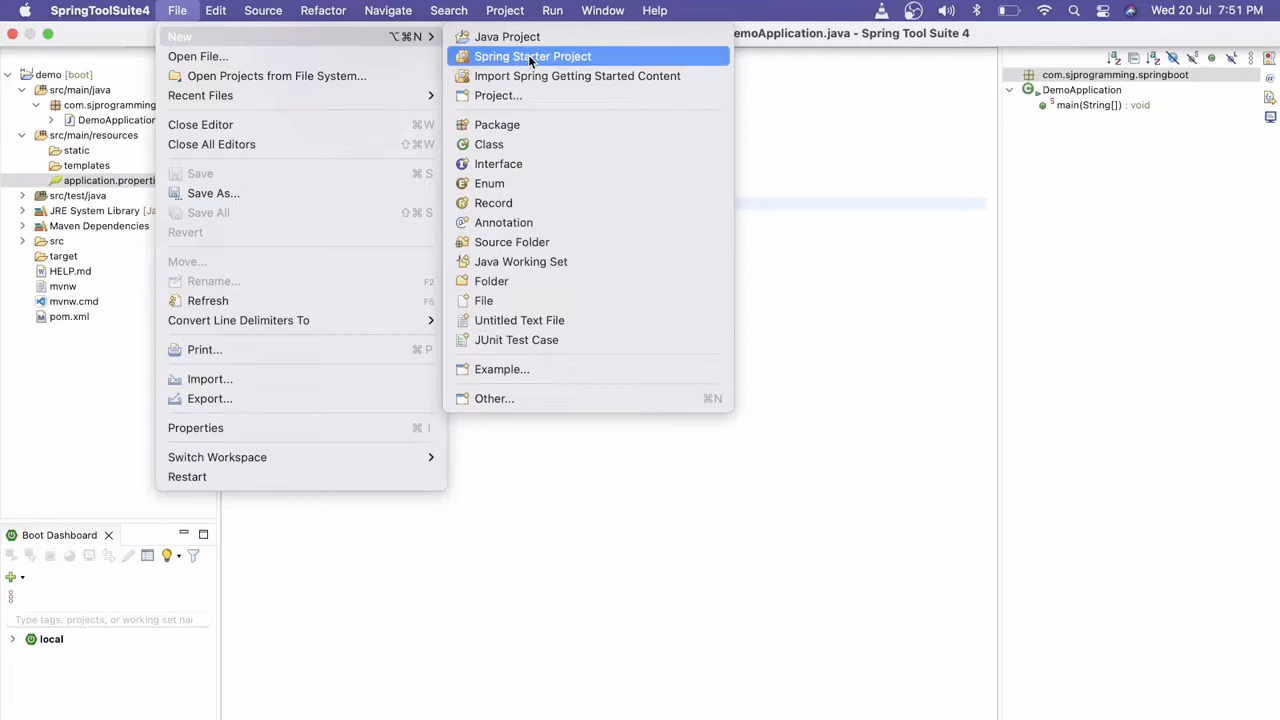 SpringToolSuite4 File Edit Source Refactor Navigate Search Project Run Window Help Wed 20 Jul 7:51 PM
emoApplication.java - Spring Tool Suite 4
New ⌥⌘N
Open File...
Open Projects from File System...
Recent Files
Close Editor ⌘W
Close All Editors ⇧⌘W
Save ⌘S
Save As...
Save All ⇧⌘S
Revert
Move...
Rename... F2
Refresh F5
Convert Line Delimiters To
Print... ⌘P
Import...
Export...
Properties ⌘I
Switch Workspace
Restart
Java Project
Spring Starter Project
Import Spring Getting Started Content
Project...
Package
Class
Interface
Enum
Record
Annotation
Source Folder
Java Working Set
Folder
File
Untitled Text File
JUnit Test Case
Example...
Other... ⌘N
demo [boot]
src/main/java
com.sjprogramming
DemoApplication
src/main/resources
static
templates
application.properti
src/test/java
JRE System Library [Ja
Maven Dependencies
src
target
HELP.md
mvnw
mvnw.cmd
pom.xml
Boot Dashboard
Type tags, projects, or working set nar
local
com.sjprogramming.springboot
DemoApplication
main(String[]) : void